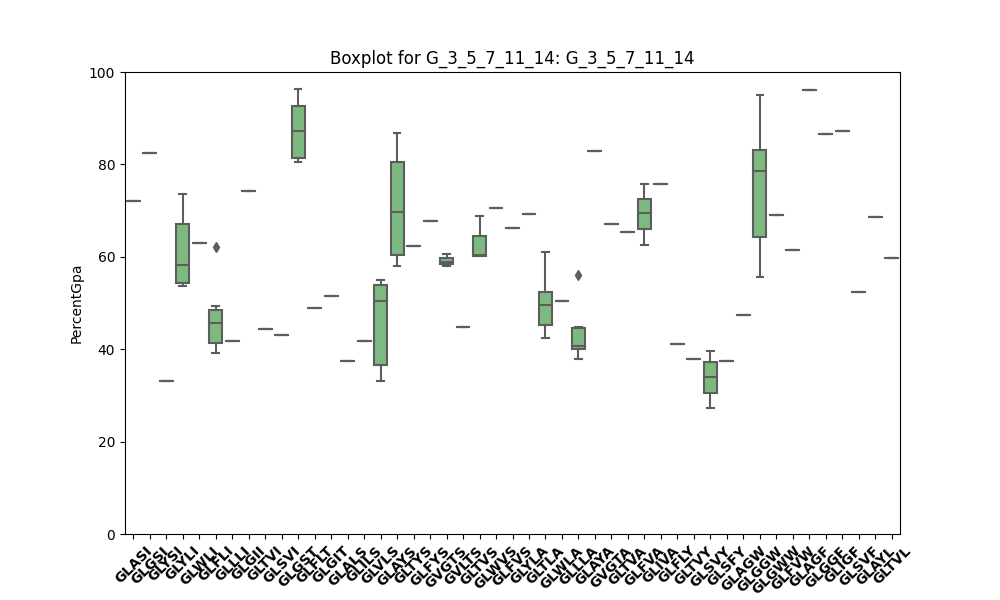 Boxplot for G_3_5_7_11_14: G_3_5_7_11_14
PercentGpa
100
80
60
40
20
0
GLASI
GLGSI
GLYSI
GLYLI
GLWLI
GLFLI
GLLLI
GLGII
GLTVI
GLSVI
GLGST
GLFLT
GLGIT
GLALS
GLILS
GLVLS
GLAYS
GLTYS
GLFYS
GVGTS
GVLTS
GLTVS
GLWVS
GLFVS
GLYLA
GLTLA
GLWLA
GLLLA
GLAYA
GVGTA
GLTVA
GLFVA
GLIVA
GLFLY
GLTVY
GLSVY
GLSFY
GLAGW
GLGGW
GLGWW
GLFVW
GLAGF
GLGGF
GLIGF
GLSVF
GLAYL
GLTVL